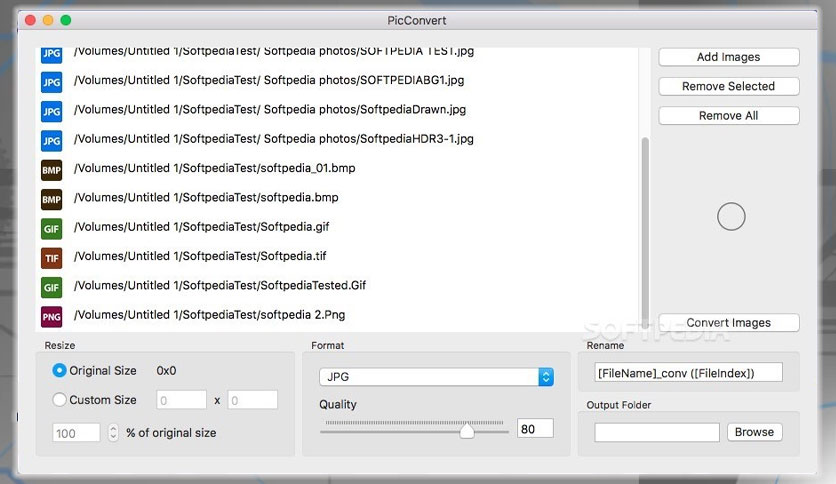 PicConvert
JPG /Volumes/Untitled 1/SoftpediaTest/ Softpedia photos/SOFTPEDIA TEST.jpg
JPG /Volumes/Untitled 1/SoftpediaTest/ Softpedia photos/SOFTPEDIABG1.jpg
JPG /Volumes/Untitled 1/SoftpediaTest/ Softpedia photos/SoftpediaDrawn.jpg
JPG /Volumes/Untitled 1/SoftpediaTest/ Softpedia photos/SoftpediaHDR3-1.jpg
BMP /Volumes/Untitled 1/SoftpediaTest/softpedia_01.bmp
BMP /Volumes/Untitled 1/SoftpediaTest/softpedia.bmp
GIF /Volumes/Untitled 1/SoftpediaTest/Softpedia.gif
TIF /Volumes/Untitled 1/SoftpediaTest/Softpedia.tif
GIF /Volumes/Untitled 1/SoftpediaTest/SoftpediaTested.Gif
PNG /Volumes/Untitled 1/SoftpediaTest/softpedia 2.Png
Add Images
Remove Selected
Remove All
SOFTPEDIA
Convert Images
Resize
Original Size 0x0
Custom Size 0 x 0
100 % of original size
Format
JPG
Quality
80
Rename
[FileName]_conv ([FileIndex])
Output Folder
Browse